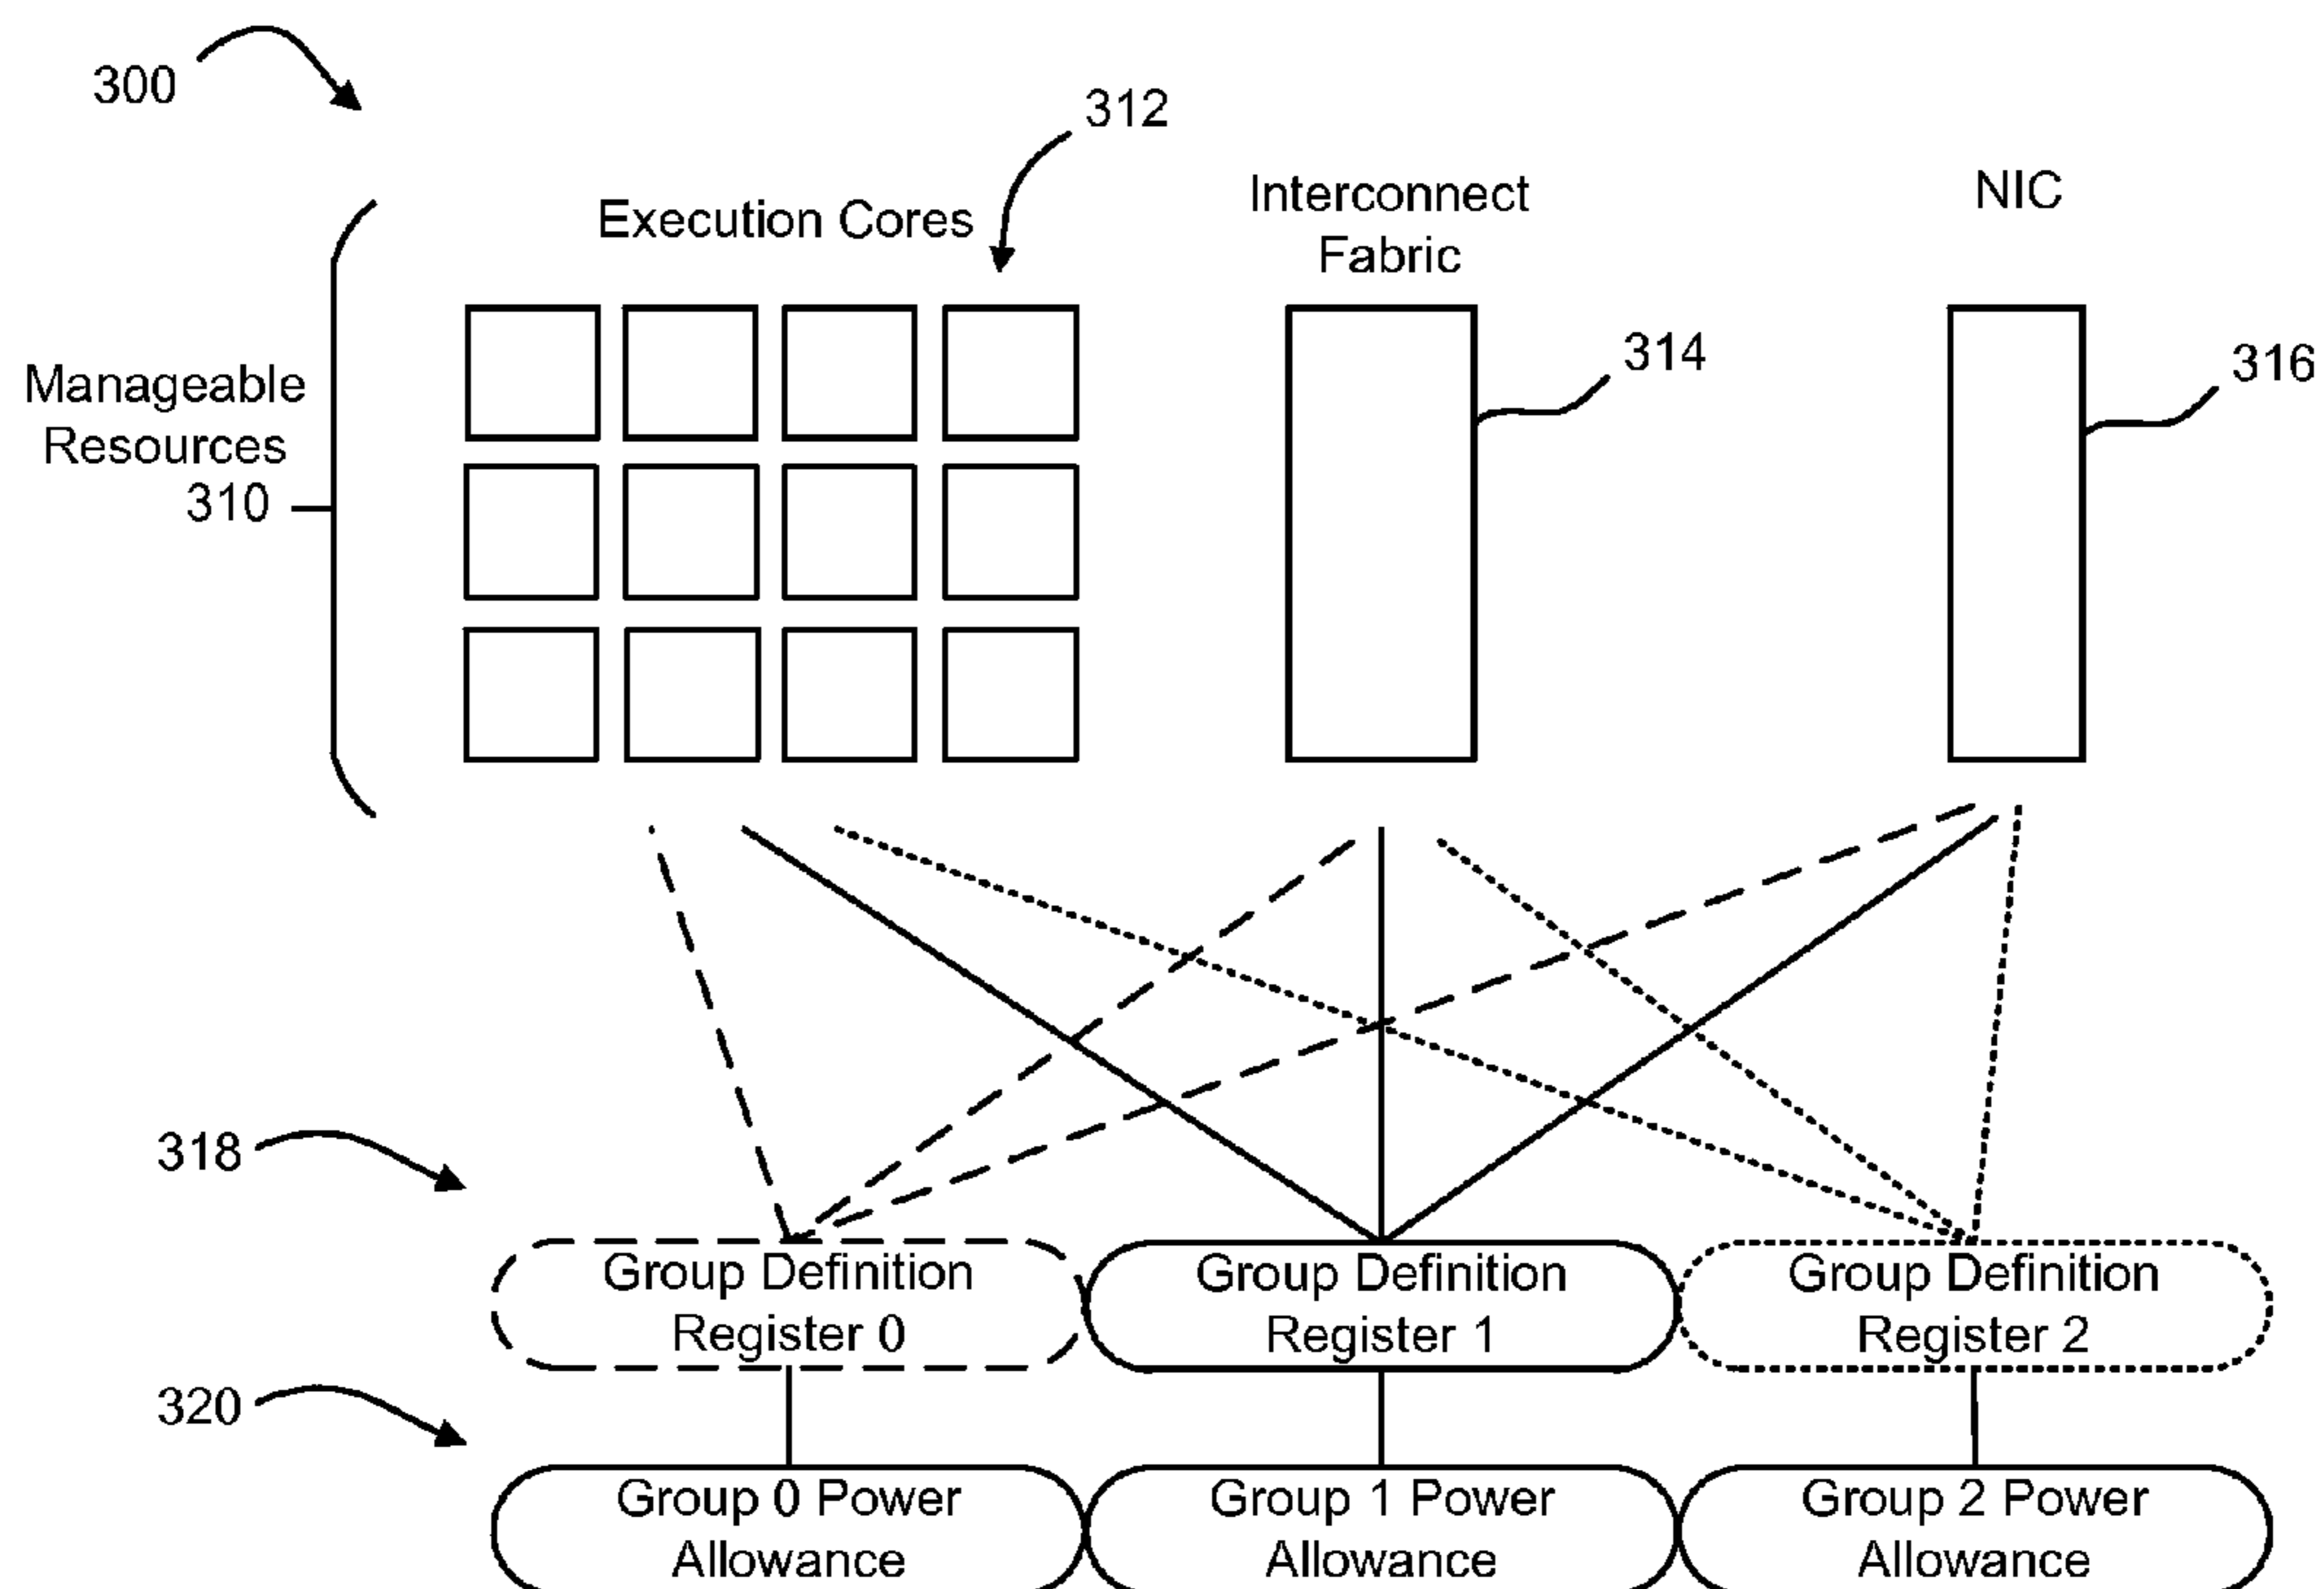 300
312
Execution Cores
Interconnect
Fabric
NIC
314
316
Manageable
Resources
310
318
Group Definition
Register 0
Group Definition
Register 1
Group Definition
Register 2
320
Group 0 Power
Allowance
Group 1 Power
Allowance
Group 2 Power
Allowance